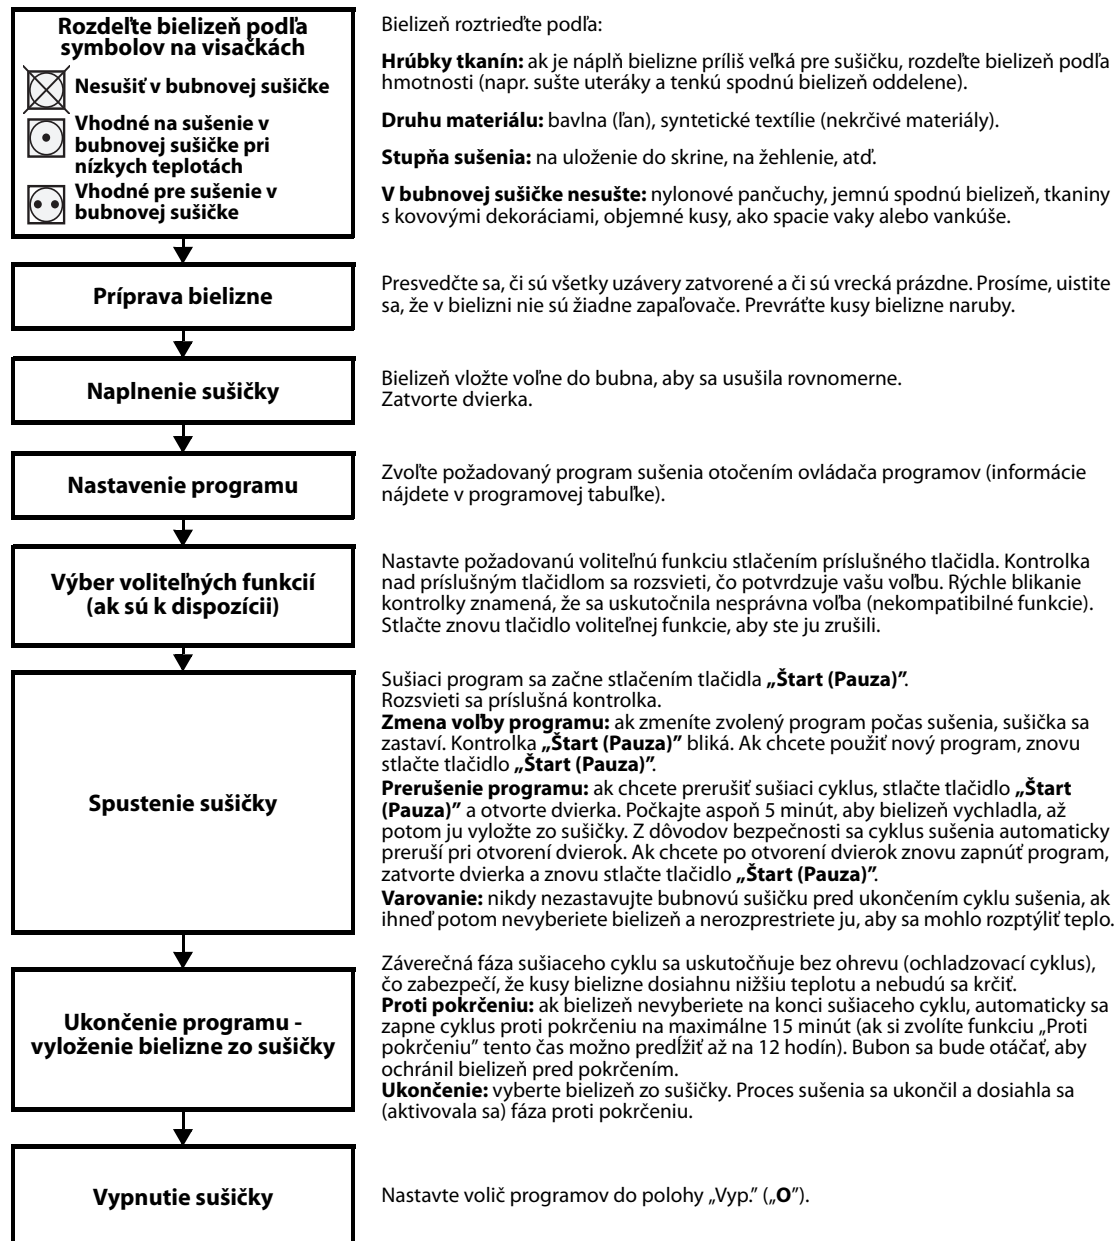 Rozdeľte bielizeň podľa
symbolov na visačkách
Nesušiť v bubnovej sušičke
Vhodné na sušenie v
bubnovej sušičke pri
nízkych teplotách
Vhodné pre sušenie v
bubnovej sušičke
Bielizeň roztrieďte podľa:
Hrúbky tkanín: ak je náplň bielizne príliš veľká pre sušičku, rozdeľte bielizeň podľa
hmotnosti (napr. sušte uteráky a tenkú spodnú bielizeň oddelene).
Druhu materiálu: bavlna (ľan), syntetické textílie (nekrčivé materiály).
Stupňa sušenia: na uloženie do skrine, na žehlenie, atď.
V bubnovej sušičke nesušte: nylonové pančuchy, jemnú spodnú bielizeň, tkaniny
s kovovými dekoráciami, objemné kusy, ako spacie vaky alebo vankúše.
Príprava bielizne
Presvedčte sa, či sú všetky uzávery zatvorené a či sú vrecká prázdne. Prosíme, uistite
sa, že v bielizni nie sú žiadne zapaľovače. Prevráťte kusy bielizne naruby.
Naplnenie sušičky
Bielizeň vložte voľne do bubna, aby sa usušila rovnomerne.
Zatvorte dvierka.
Nastavenie programu
Zvoľte požadovaný program sušenia otočením ovládača programov (informácie
nájdete v programovej tabuľke).
Výber voliteľných funkcií
(ak sú k dispozícii)
Nastavte požadovanú voliteľnú funkciu stlačením príslušného tlačidla. Kontrolka
nad príslušným tlačidlom sa rozsvieti, čo potvrdzuje vašu voľbu. Rýchle blikanie
kontrolky znamená, že sa uskutočnila nesprávna voľba (nekompatibilné funkcie).
Stlačte znovu tlačidlo voliteľnej funkcie, aby ste ju zrušili.
Spustenie sušičky
Sušiaci program sa začne stlačením tlačidla „Štart (Pauza)”.
Rozsvieti sa príslušná kontrolka.
Zmena voľby programu: ak zmeníte zvolený program počas sušenia, sušička sa
zastaví. Kontrolka „Štart (Pauza)” bliká. Ak chcete použiť nový program, znovu
stlačte tlačidlo „Štart (Pauza)”.
Prerušenie programu: ak chcete prerušiť sušiaci cyklus, stlačte tlačidlo „Štart
(Pauza)” a otvorte dvierka. Počkajte aspoň 5 minút, aby bielizeň vychladla, až
potom ju vyložte zo sušičky. Z dôvodov bezpečnosti sa cyklus sušenia automaticky
preruší pri otvorení dvierok. Ak chcete po otvorení dvierok znovu zapnúť program,
zatvorte dvierka a znovu stlačte tlačidlo „Štart (Pauza)”.
Varovanie: nikdy nezastavujte bubnovú sušičku pred ukončením cyklu sušenia, ak
ihneď potom nevyberiete bielizeň a nerozprestriete ju, aby sa mohlo rozptýliť teplo.
Ukončenie programu -
vyloženie bielizne zo sušičky
Záverečná fáza sušiaceho cyklu sa uskutočňuje bez ohrevu (ochladzovací cyklus),
čo zabezpečí, že kusy bielizne dosiahnu nižšiu teplotu a nebudú sa krčiť.
Proti pokrčeniu: ak bielizeň nevyberiete na konci sušiaceho cyklu, automaticky sa
zapne cyklus proti pokrčeniu na maximálne 15 minút (ak si zvolíte funkciu „Proti
pokrčeniu” tento čas možno predĺžiť až na 12 hodín). Bubon sa bude otáčať, aby
ochránil bielizeň pred pokrčením.
Ukončenie: vyberte bielizeň zo sušičky. Proces sušenia sa ukončil a dosiahla sa
(aktivovala sa) fáza proti pokrčeniu.
Vypnutie sušičky
Nastavte volič programov do polohy „Vyp.” („O”).